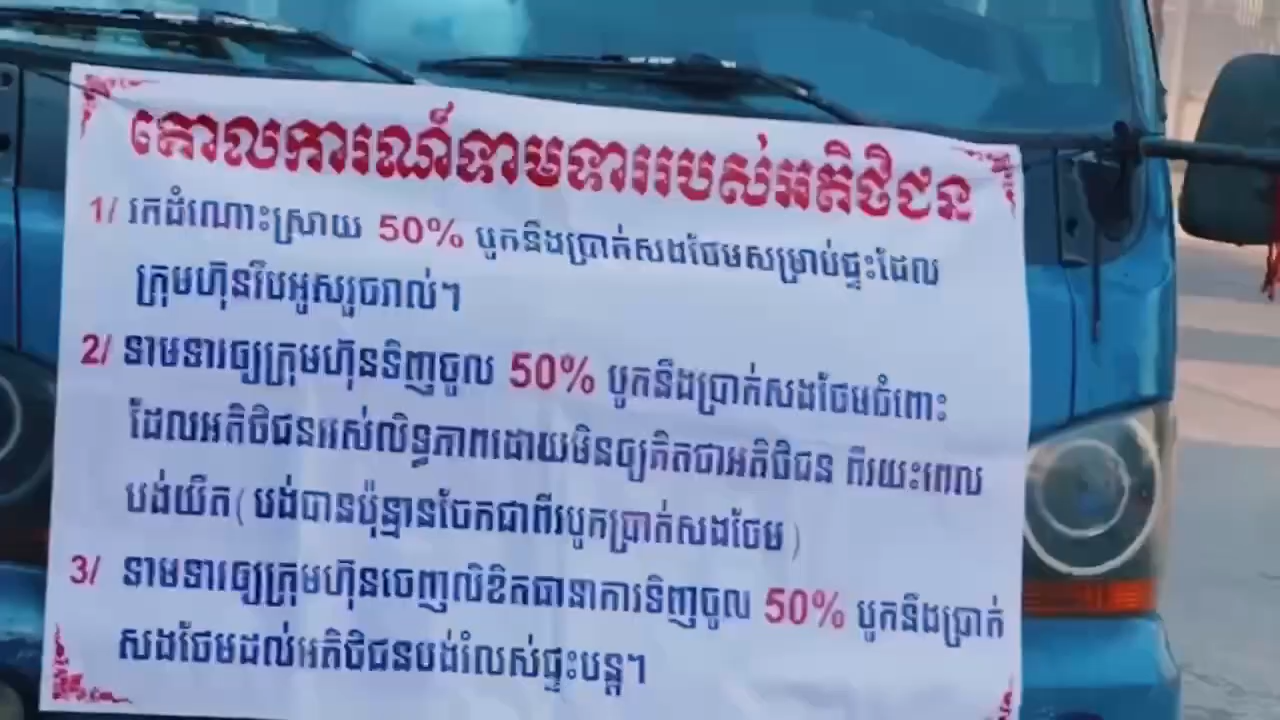 គោលការណ៍ទាមទាររបស់អតិថិជន
1/ រកដំណោះស្រាយ 50% បូកនឹងប្រាក់សងថែមសម្រាប់ផ្ទះដែល
ក្រុមហ៊ុនរឹបអូសរួចរាល់។
2/ ទាមទារឲ្យក្រុមហ៊ុនទិញចូល 50% បូកនឹងប្រាក់សងថែមចំពោះ
ដែលអតិថិជនអស់លិទ្ធភាពដោយមិនឲ្យគិតថាអតិថិជន ពីរយះពេល
បង់យឺត( បង់បានប៉ុន្មានចែកជាពីរបូកប្រាក់សងថែម )
3/ ទាមទារឲ្យក្រុមហ៊ុនចេញលិខិតធានាការទិញចូល 50% បូកនឹងប្រាក់
សងថែមដល់អតិថិជនបង់រំលស់ផ្ទះបន្ត។